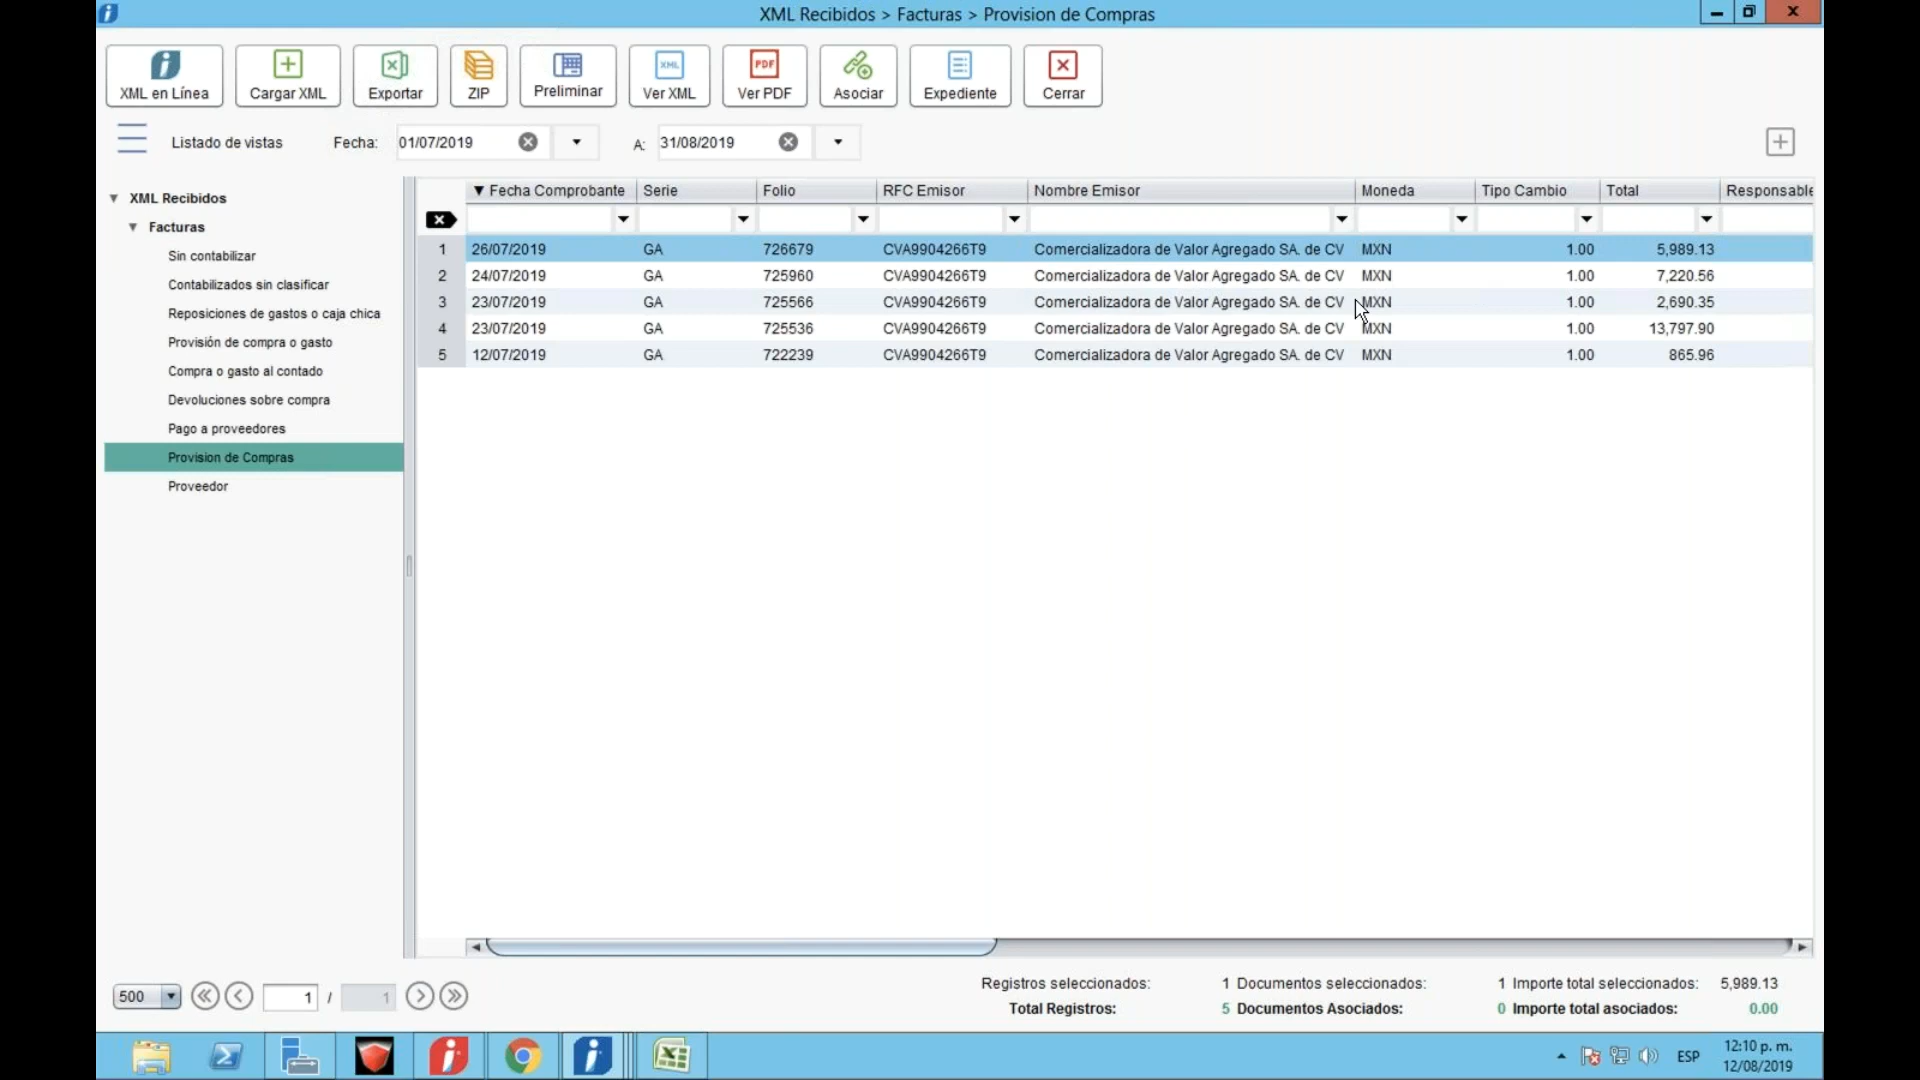 XML Recibidos > Facturas > Provision de Compras
XML en Línea Cargar XML Exportar ZIP Preliminar Ver XML Ver PDF Asociar Expediente Cerrar
Listado de vistas Fecha: 01/07/2019 A: 31/08/2019
XML Recibidos
Facturas
Sin contabilizar
Contabilizados sin clasificar
Reposiciones de gastos o caja chica
Provisión de compra o gasto
Compra o gasto al contado
Devoluciones sobre compra
Pago a proveedores
Provision de Compras
Proveedor
Fecha Comprobante Serie Folio RFC Emisor Nombre Emisor Moneda Tipo Cambio Total Responsable
1 26/07/2019 GA 726679 CVA9904266T9 Comercializadora de Valor Agregado SA. de CV MXN 1.00 5,989.13
2 24/07/2019 GA 725960 CVA9904266T9 Comercializadora de Valor Agregado SA. de CV MXN 1.00 7,220.56
3 23/07/2019 GA 725566 CVA9904266T9 Comercializadora de Valor Agregado SA. de CV MXN 1.00 2,690.35
4 23/07/2019 GA 725536 CVA9904266T9 Comercializadora de Valor Agregado SA. de CV MXN 1.00 13,797.90
5 12/07/2019 GA 722239 CVA9904266T9 Comercializadora de Valor Agregado SA. de CV MXN 1.00 865.96
500 1 / 1
Registros seleccionados: 1 Documentos seleccionados: 1 Importe total seleccionados: 5,989.13
Total Registros: 5 Documentos Asociados: 0 Importe total asociados: 0.00
ESP 12:10 p. m.
12/08/2019